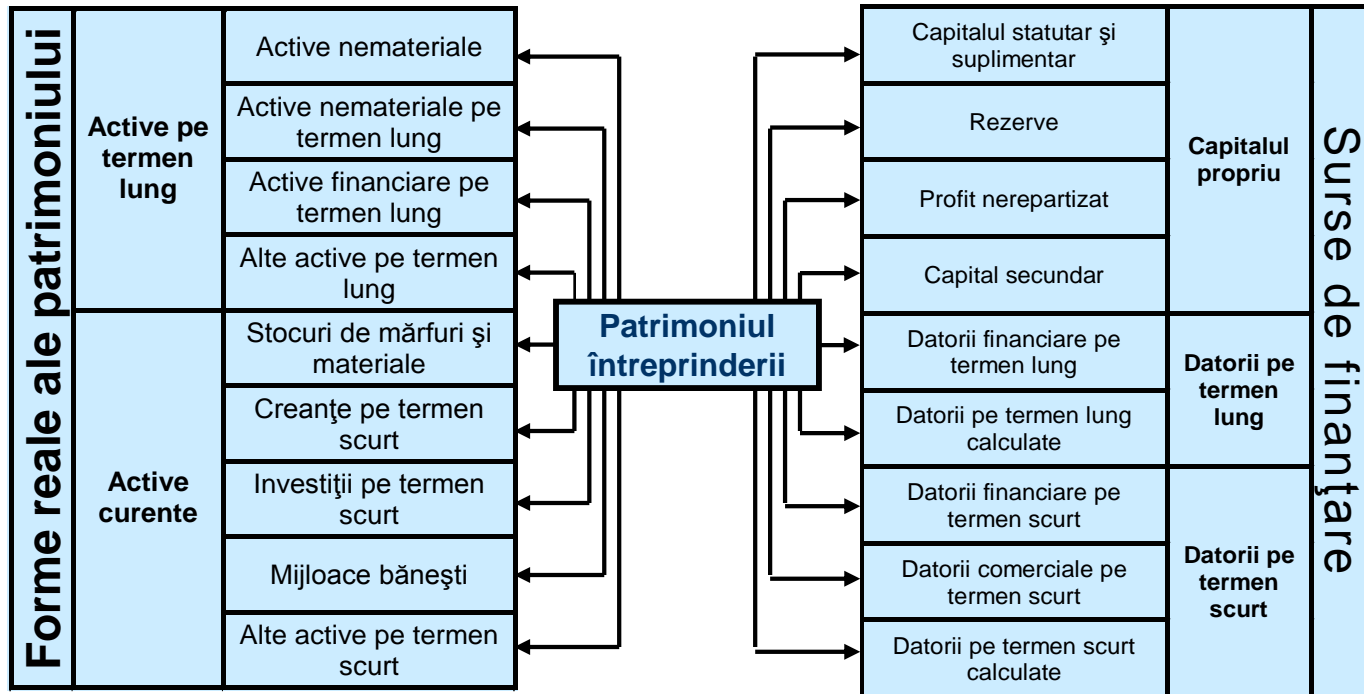 Forme reale ale patrimoniului
Active pe
termen
lung
Active nemateriale
Active nemateriale pe
termen lung
Active financiare pe
termen lung
Alte active pe termen
lung
Active
curente
Stocuri de mărfuri şi
materiale
Creanţe pe termen
scurt
Investiţii pe termen
scurt
Mijloace băneşti
Alte active pe termen
scurt
Patrimoniul
întreprinderii
Capitalul statutar şi
suplimentar
Rezerve
Profit nerepartizat
Capital secundar
Capitalul
propriu
Datorii financiare pe
termen lung
Datorii pe termen lung
calculate
Datorii pe
termen
lung
Datorii financiare pe
termen scurt
Datorii comerciale pe
termen scurt
Datorii pe termen scurt
calculate
Datorii pe
termen
scurt
Surse de finanţare